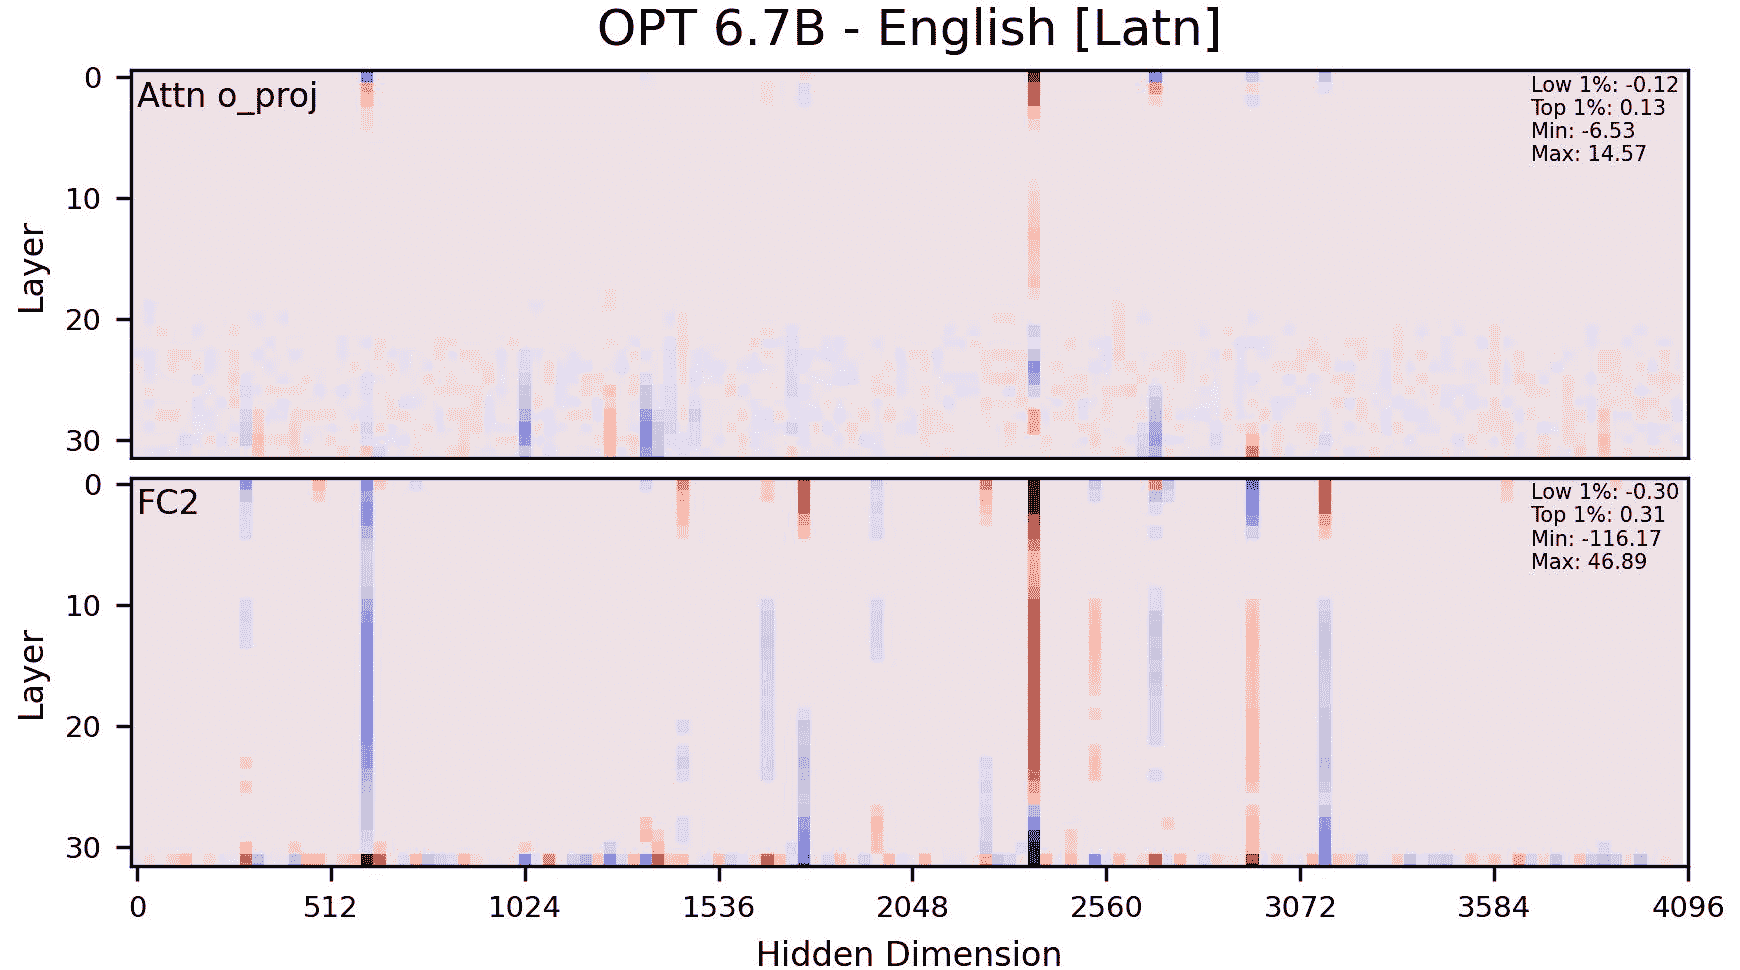 OPT 6.7B - English [Latn]
Attn o_proj
Low 1%: -0.12
Top 1%: 0.13
Min: -6.53
Max: 14.57
0
10
20
30
Layer
FC2
Low 1%: -0.30
Top 1%: 0.31
Min: -116.17
Max: 46.89
0
10
20
30
Layer
0 512 1024 1536 2048 2560 3072 3584 4096
Hidden Dimension